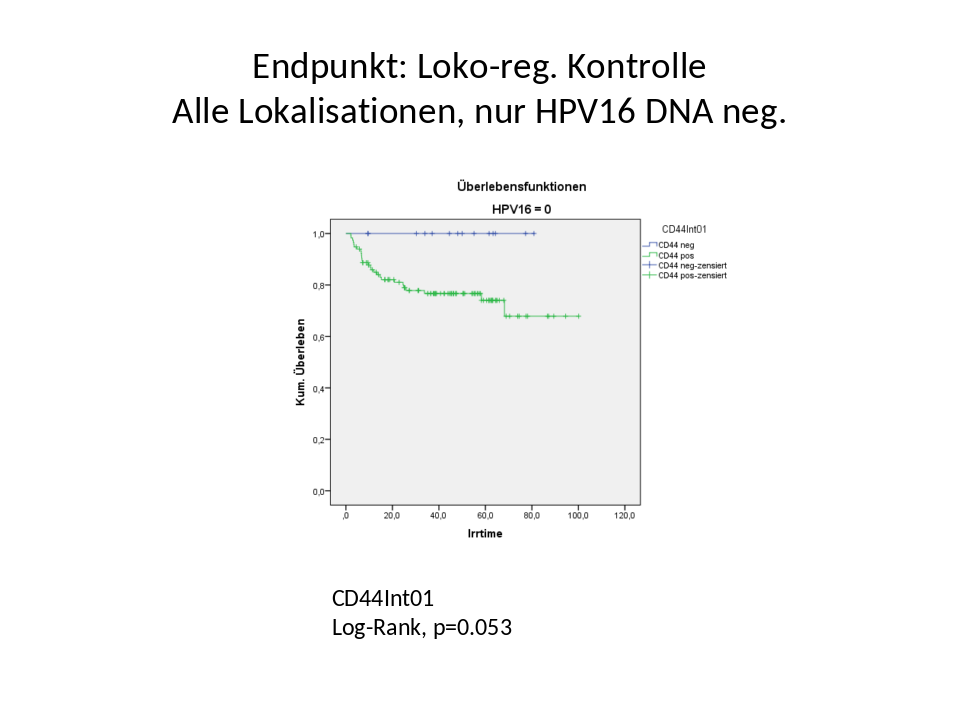 Endpunkt: Loko-reg. Kontrolle
Alle Lokalisationen, nur HPV16 DNA neg.
Überlebensfunktionen
HPV16 = 0
CD44Int01
CD44 neg
CD44 pos
CD44 neg-zensiert
CD44 pos-zensiert
Kum. Überleben
1,0
0,8
0,6
0,4
0,2
0,0
,0 20,0 40,0 60,0 80,0 100,0 120,0
lrrtime
CD44Int01
Log-Rank, p=0.053